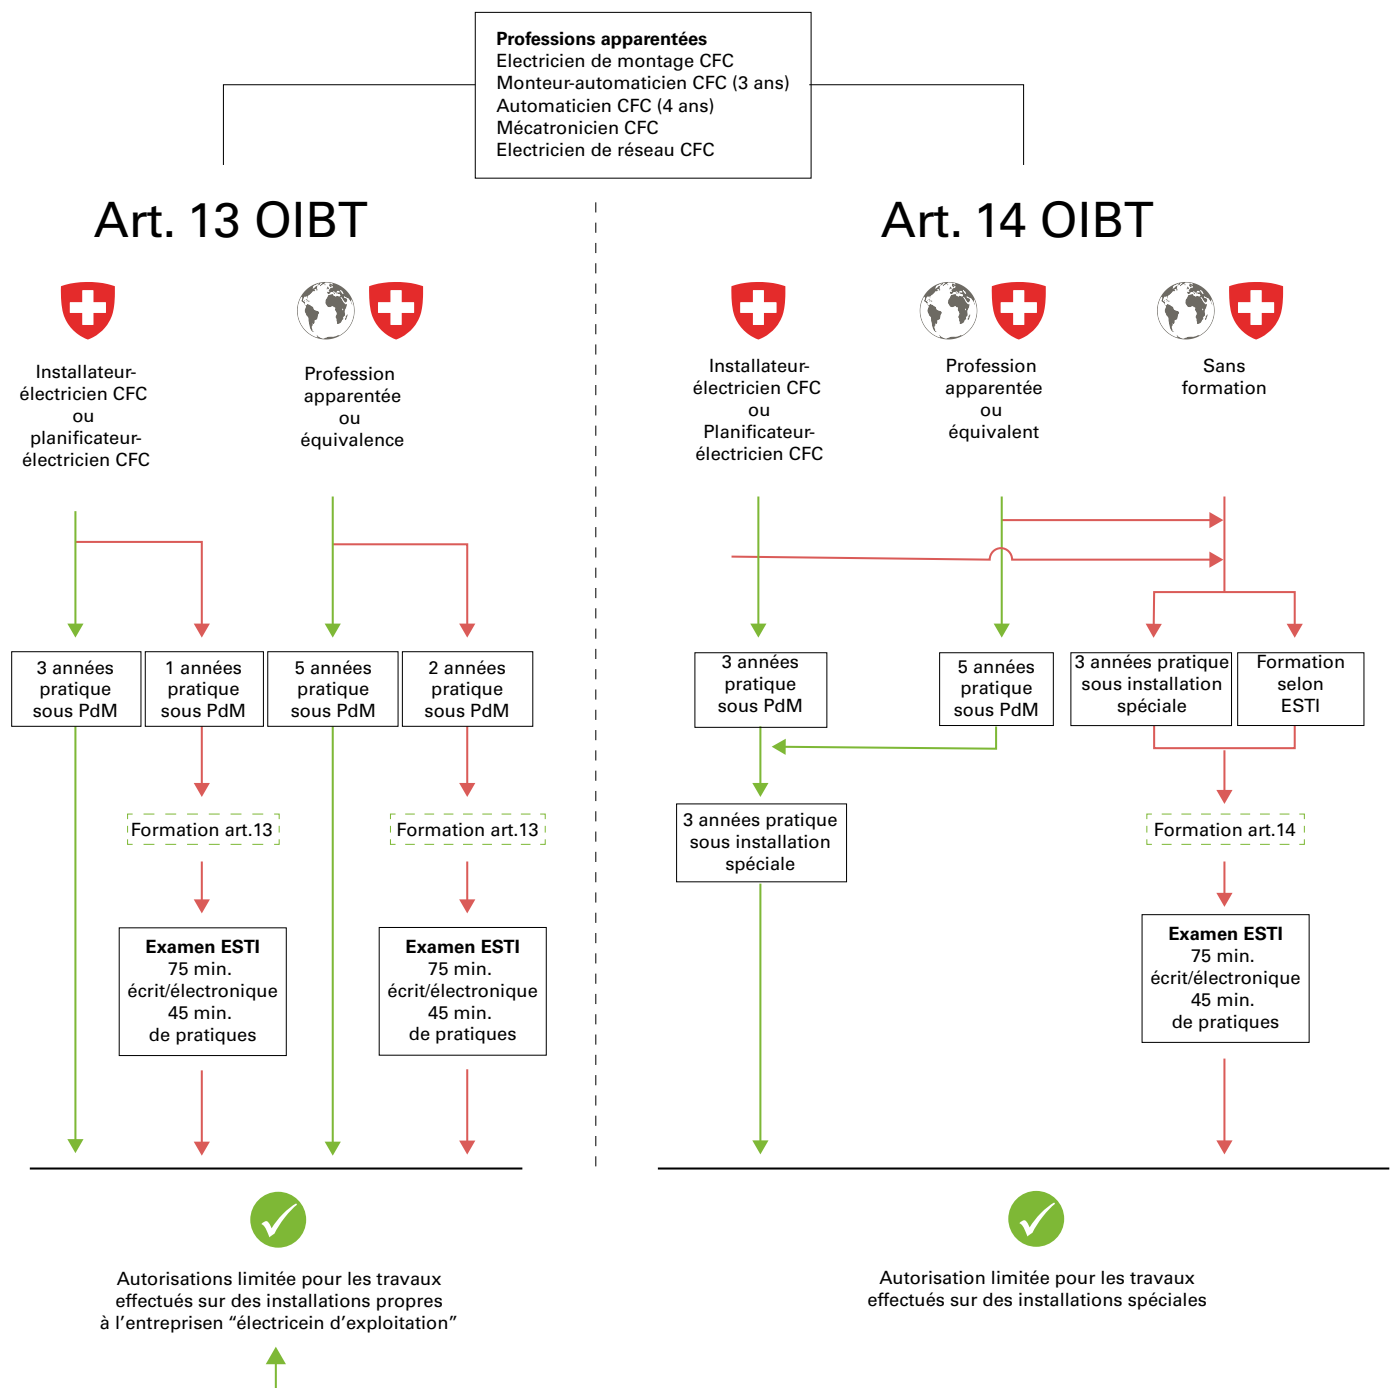 Professions apparentées
Electricien de montage CFC
Monteur-automaticien CFC (3 ans)
Automaticien CFC (4 ans)
Mécatronicien CFC
Electricien de réseau CFC
Art. 13 OIBT
Installateur-
électricien CFC
ou
planificateur-
électricien CFC
Profession
apparentée
ou
équivalence
3 années
pratique
sous PdM
1 années
pratique
sous PdM
5 années
pratique
sous PdM
2 années
pratique
sous PdM
Formation art.13
Formation art.13
Examen ESTI
75 min.
écrit/électronique
45 min.
de pratiques
Examen ESTI
75 min.
écrit/électronique
45 min.
de pratiques
Autorisations limitée pour les travaux
effectués sur des installations propres
à l’entreprisen “électricein d’exploitation”
Art. 14 OIBT
Installateur-
électricien CFC
ou
Planificateur-
électricien CFC
Profession
apparentée
ou
équivalent
Sans
formation
3 années
pratique
sous PdM
5 années
pratique
sous PdM
3 années pratique
sous installation
spéciale
Formation
selon
ESTI
3 années pratique
sous installation
spéciale
Formation art.14
Examen ESTI
75 min.
écrit/électronique
45 min.
de pratiques
Autorisation limitée pour les travaux
effectués sur des installations spéciales